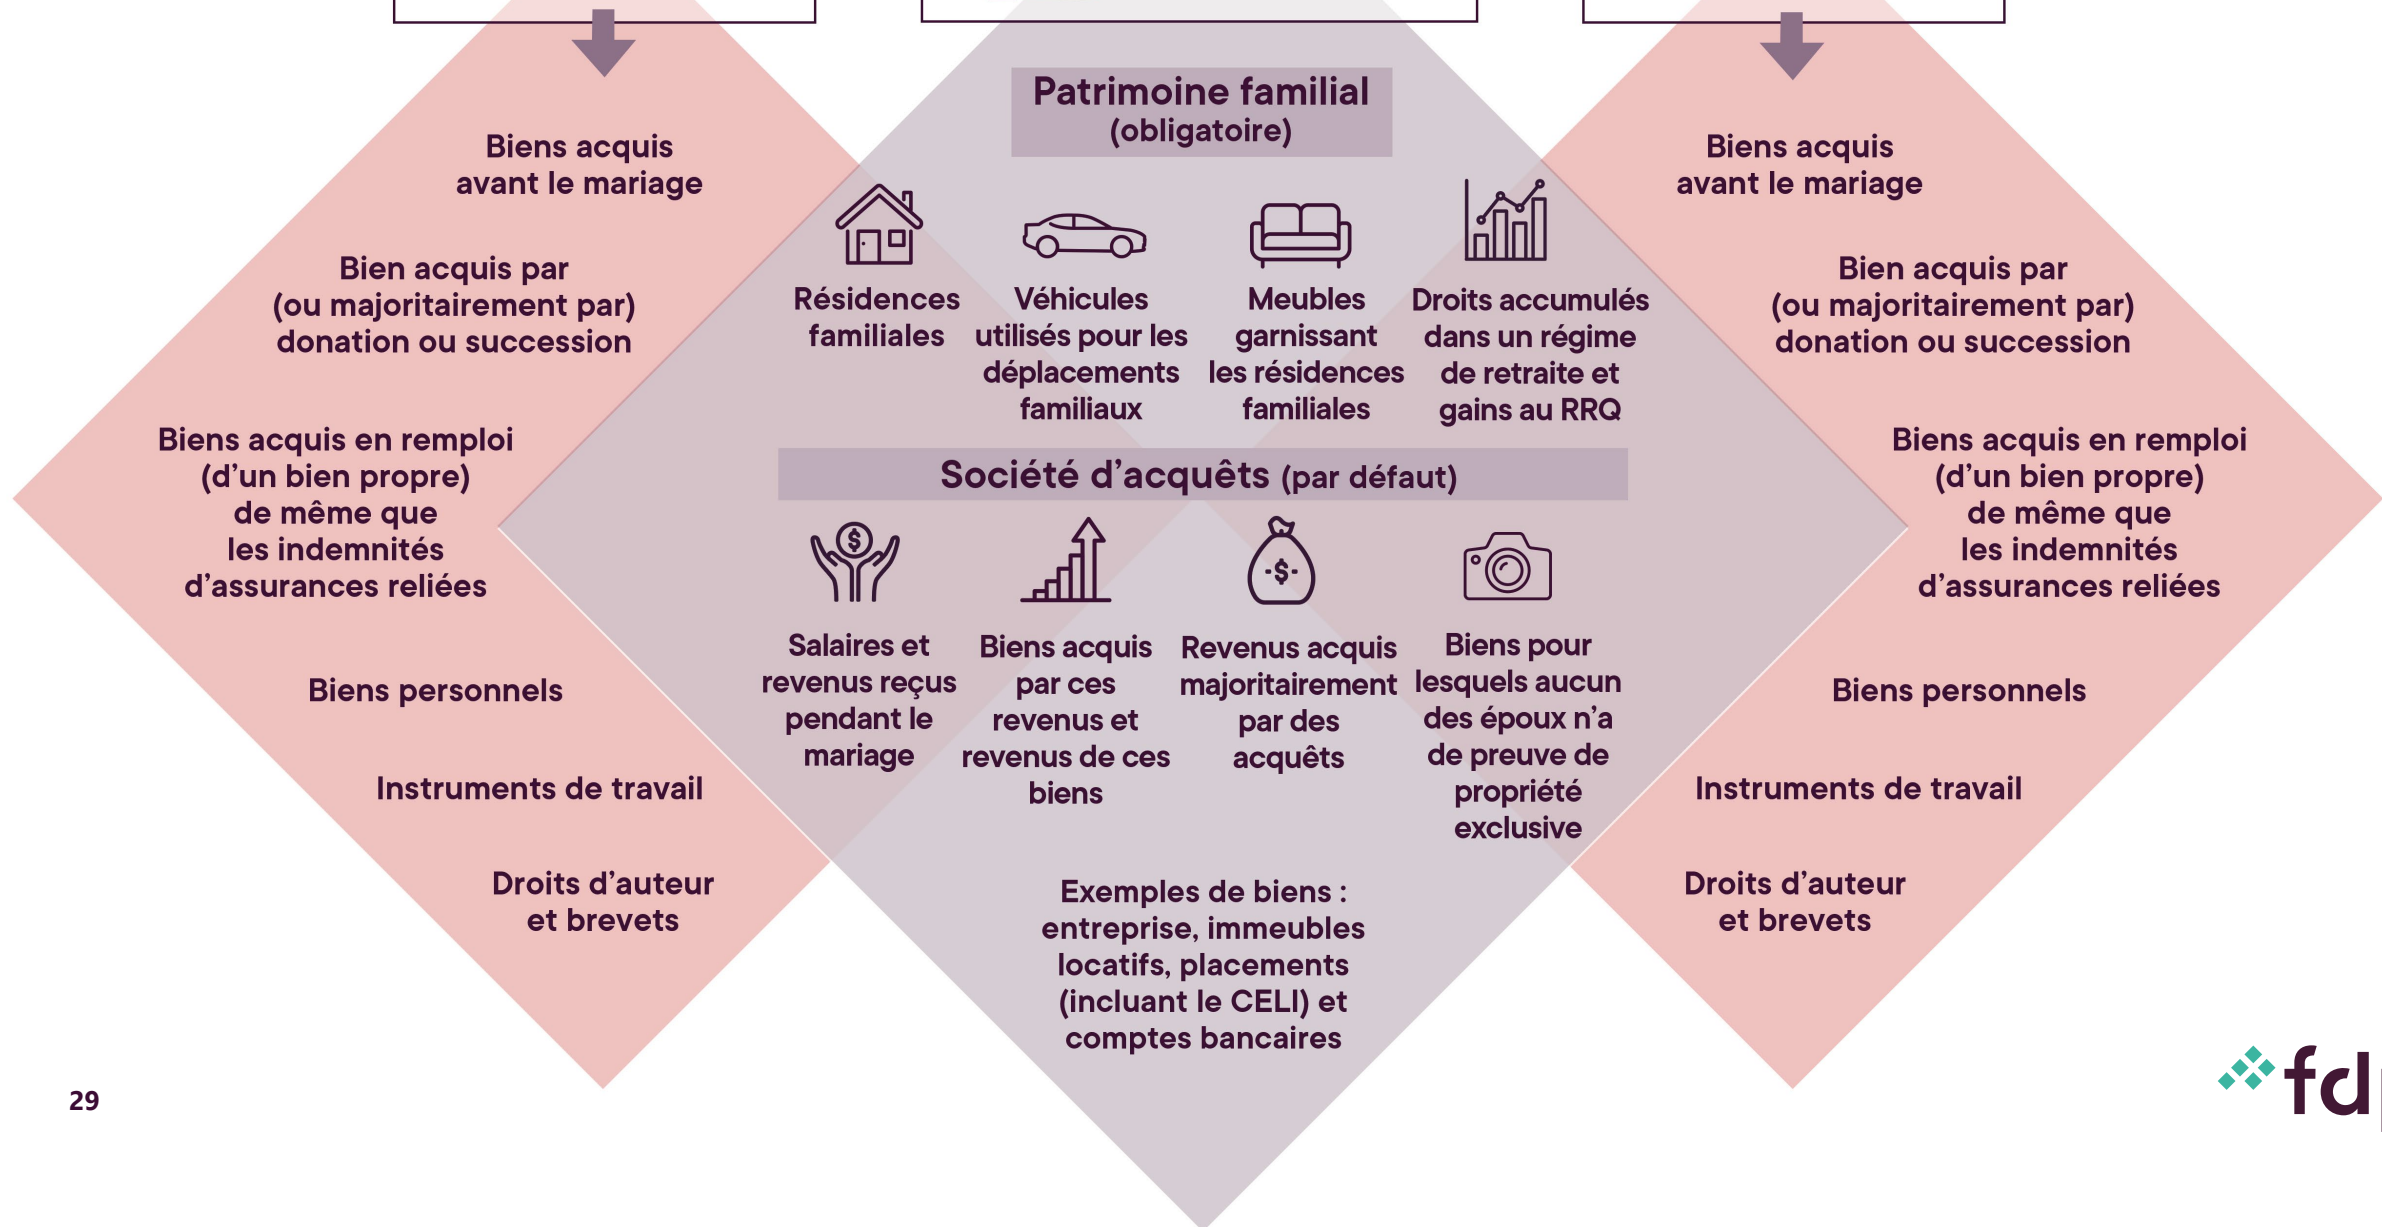 Biens acquis
avant le mariage
Bien acquis par
(ou majoritairement par)
donation ou succession
Biens acquis en remploi
(d'un bien propre)
de même que
les indemnités
d'assurances reliées
Biens personnels
Instruments de travail
Droits d'auteur
et brevets
Patrimoine familial
(obligatoire)
Résidences
familiales
Véhicules
utilisés pour les
déplacements
familiaux
Meubles
garnissant
les résidences
familiales
Droits accumulés
dans un régime
de retraite et
gains au RRQ
Société d'acquêts (par défaut)
$
-$-
Salaires et
revenus reçus
pendant le
mariage
Biens acquis
par ces
revenus et
revenus de ces
biens
Revenus acquis
majoritairement
par des
acquêts
Biens pour
lesquels aucun
des époux n'a
de preuve de
propriété
exclusive
Exemples de biens :
entreprise, immeubles
locatifs, placements
(incluant le CELI) et
comptes bancaires
Biens acquis
avant le mariage
Bien acquis par
(ou majoritairement par)
donation ou succession
Biens acquis en remploi
(d'un bien propre)
de même que
les indemnités
d'assurances reliées
Biens personnels
Instruments de travail
Droits d'auteur
et brevets
29
fd